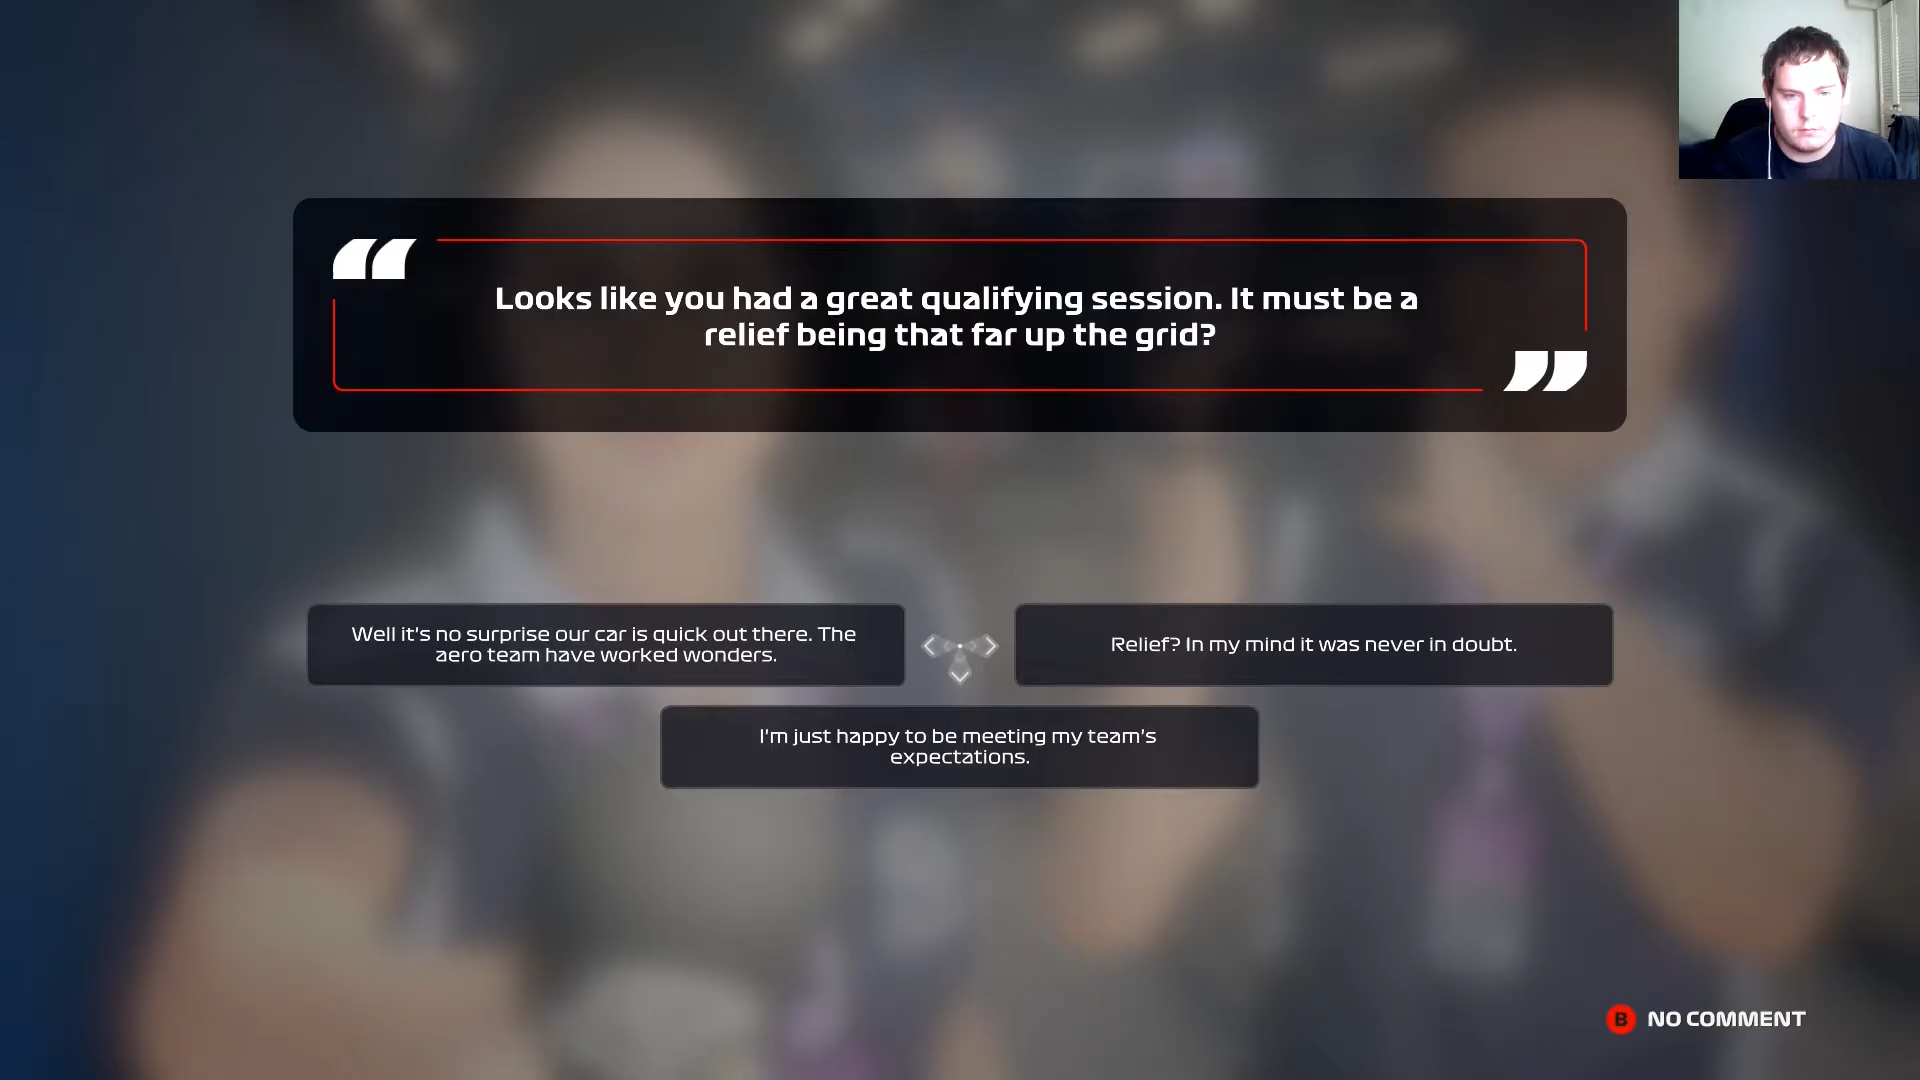 Looks like you had a great qualifying session. It must be a
relief being that far up the grid?
Well it's no surprise our car is quick out there. The
aero team have worked wonders.
Relief? In my mind it was never in doubt.
I'm just happy to be meeting my team's
expectations.
B NO COMMENT